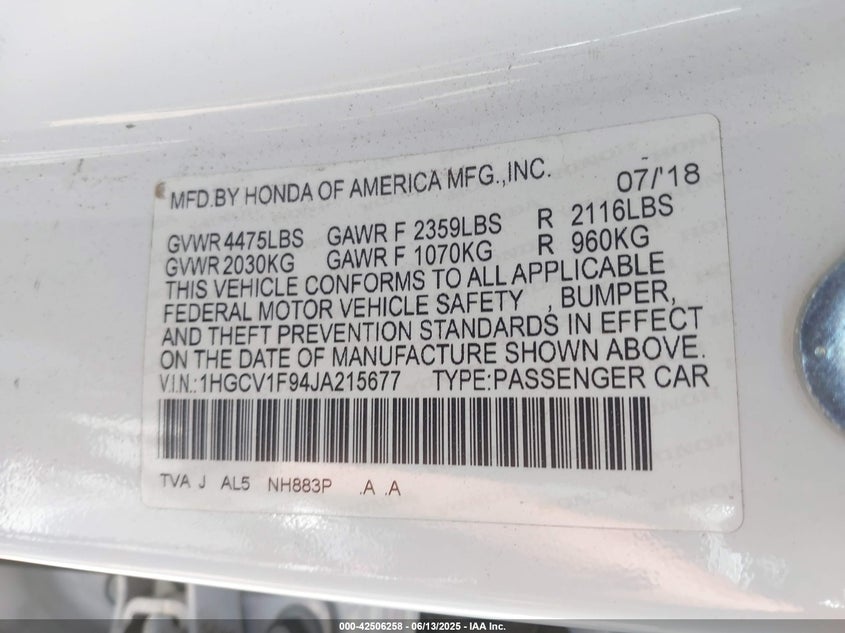 MFD.BY HONDA OF AMERICA MFG.,INC. 07/'18
GVWR 4475LBS GAWR F 2359LBS R 2116LBS
GVWR 2030KG GAWR F 1070KG R 960KG
THIS VEHICLE CONFORMS TO ALL APPLICABLE
FEDERAL MOTOR VEHICLE SAFETY , BUMPER,
AND THEFT PREVENTION STANDARDS IN EFFECT
ON THE DATE OF MANUFACTURE SHOWN ABOVE.
V.I.N.:1HGCV1F94JA215677 TYPE:PASSENGER CAR
TVA J AL5 NH883P .A .A
000-42506258 - 06/13/2025 - IAA Inc.